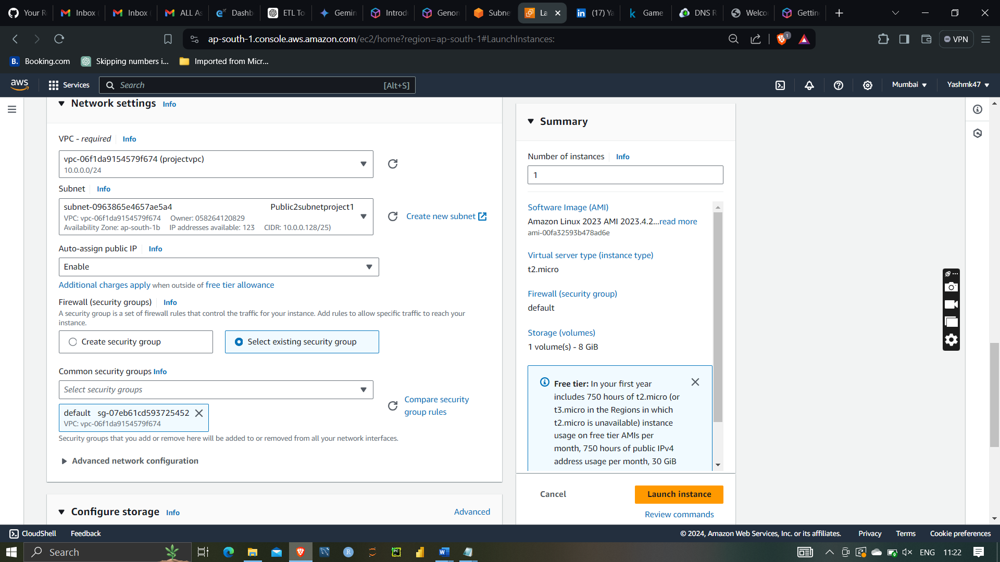 Your R
Inbox (
Inbox (
ALL As
Dashb
ETL To
Gemin
Introd
Genon
Subne
La
(17) Ya
Game
DNS R
Welco
Gettin
ap-south-1.console.aws.amazon.com/ec2/home?region=ap-south-1#LaunchInstances:
1
VPN
B. Booking.com
Skipping numbers i...
Imported from Micr...
aws
Services
Search
[Alt+S]
Mumbai
Yashmk47
Network settings Info
VPC - required Info
vpc-06f1da9154579f674 (projectvpc)
10.0.0.0/24
Subnet Info
subnet-0963865e4657ae5a4 Public2subnetproject1
VPC: vpc-06f1da9154579f674 Owner: 058264120829
Availability Zone: ap-south-1b IP addresses available: 123 CIDR: 10.0.0.128/25)
Create new subnet
Auto-assign public IP Info
Enable
Additional charges apply when outside of free tier allowance
Firewall (security groups) Info
A security group is a set of firewall rules that control the traffic for your instance. Add rules to allow specific traffic to reach your
instance.
Create security group
Select existing security group
Common security groups Info
Select security groups
default sg-07eb61cd593725452
VPC: vpc-06f1da9154579f674
Compare security
group rules
Security groups that you add or remove here will be added to or removed from all your network interfaces.
Advanced network configuration
Configure storage Info
Advanced
Summary
Number of instances Info
1
Software Image (AMI)
Amazon Linux 2023 AMI 2023.4.2...read more
ami-00fa32593b478ad6e
Virtual server type (instance type)
t2.micro
Firewall (security group)
default
Storage (volumes)
1 volume(s) - 8 GiB
Free tier: In your first year
includes 750 hours of t2.micro (or
t3.micro in the Regions in which
t2.micro is unavailable) instance
usage on free tier AMIs per
month, 750 hours of public IPv4
address usage per month, 30 GiB
Cancel
Launch instance
Review commands
CloudShell
Feedback
© 2024, Amazon Web Services, Inc. or its affiliates.
Privacy
Terms
Cookie preferences
Search
ENG
11:22